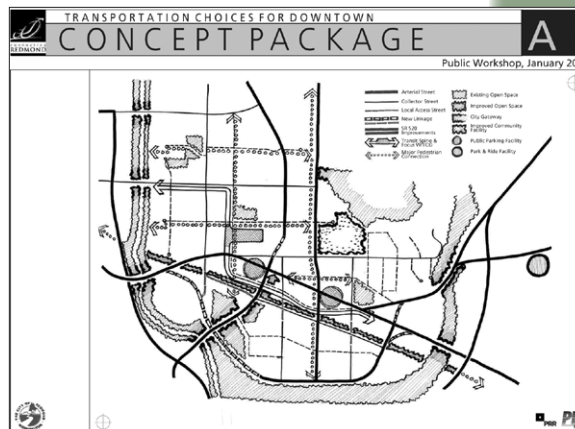 TRANSPORTATION CHOICES FOR DOWNTOWN
CONCEPT PACKAGE
A
REDMOND
Public Workshop, January 20
Arterial Street
Collector Street
Local Access Street
New Linkage
SR 520
Improvements
Transit Spine &
Major Pedestrian
Connection
Existing Open Space
Improved Open Space
City Gateway
Improved Community
Facility
Public Parking Facility
Park & Ride Facility
PRR